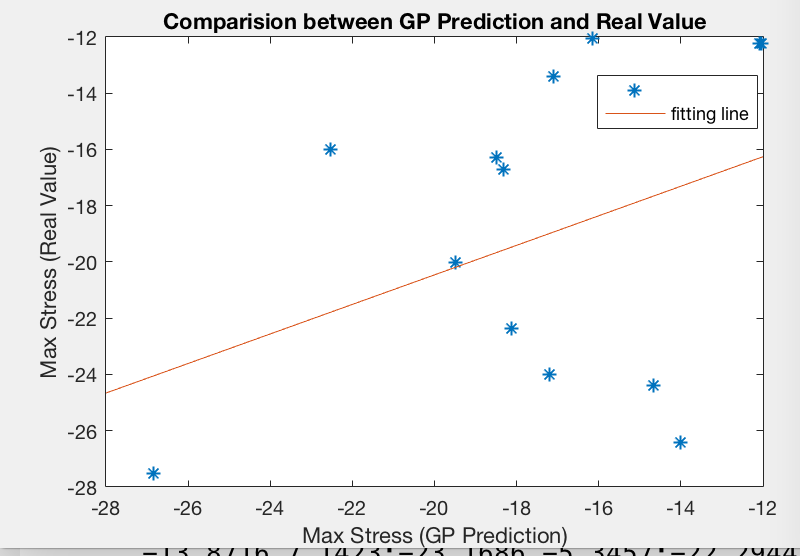 Comparision between GP Prediction and Real Value
-12
-14
-16
-18
-20
-22
-24
-26
-28
Max Stress (Real Value)
fitting line
-28 -26 -24 -22 -20 -18 -16 -14 -12
Max Stress (GP Prediction)